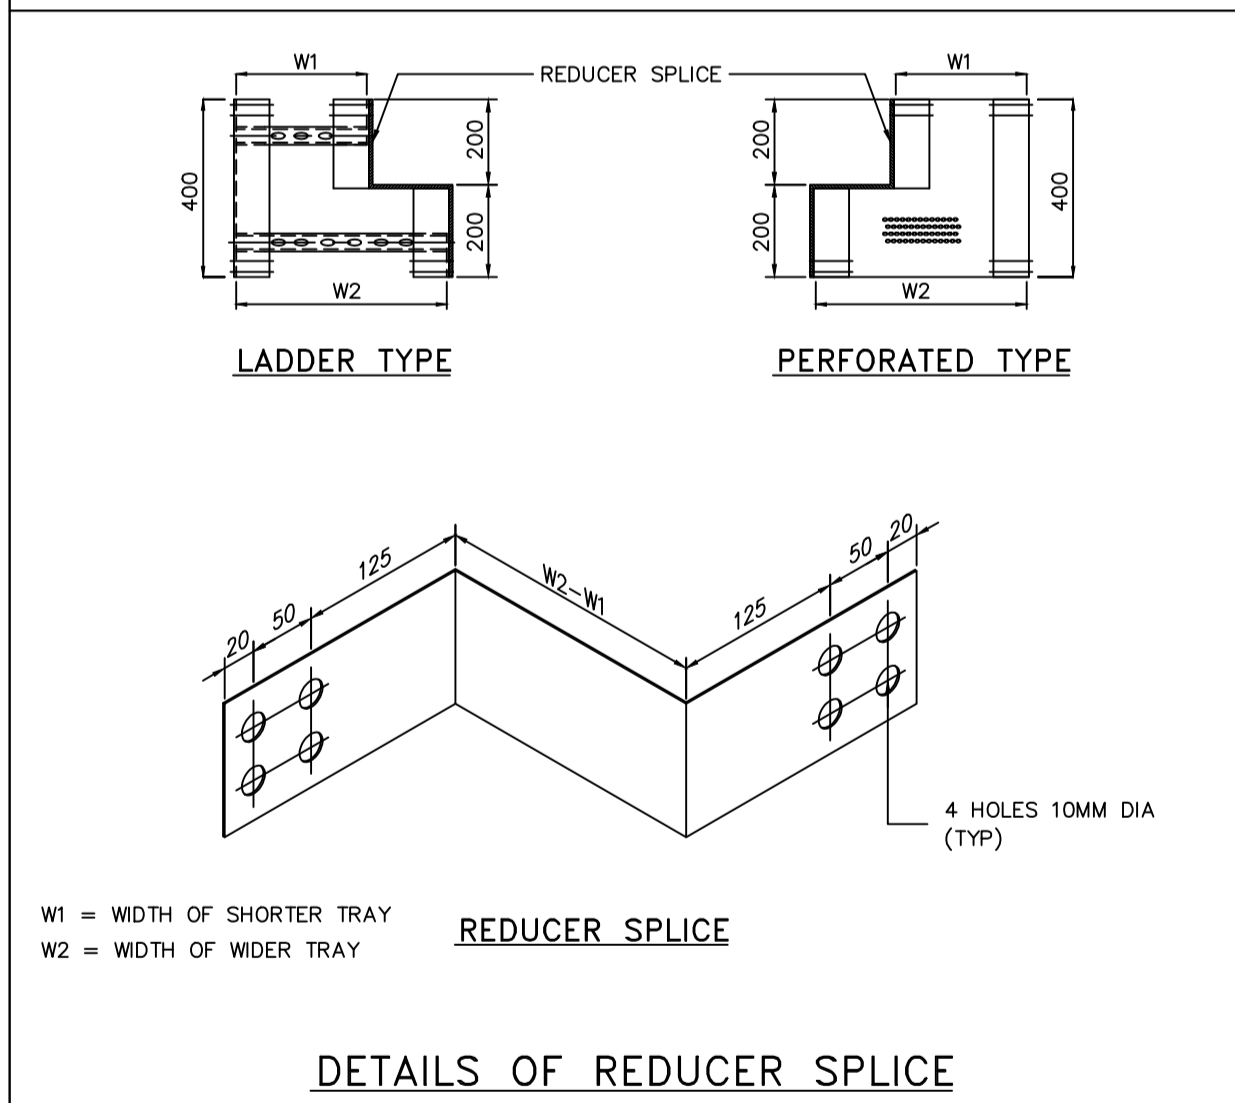 W1
REDUCER SPLICE
W1
400
200
200
200
200
400
W2
W2
LADDER TYPE
PERFORATED TYPE
20
50
125
W2-W1
125
50
20
4 HOLES 10MM DIA
(TYP)
W1 = WIDTH OF SHORTER TRAY
W2 = WIDTH OF WIDER TRAY
REDUCER SPLICE
DETAILS OF REDUCER SPLICE